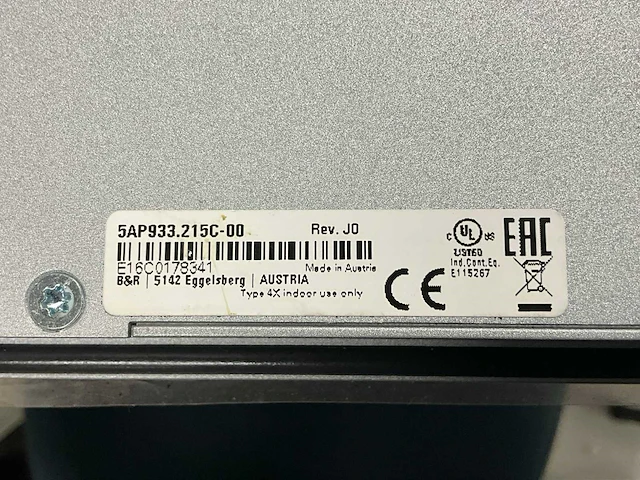 5AP933.215C-00 Rev. J0
E16C0178341 Made in Austria
B&R | 5142 Eggelsberg | AUSTRIA
Type 4X indoor use only
C UL US
LISTED
Ind.Cont.Eq.
E115267
EAC
CE